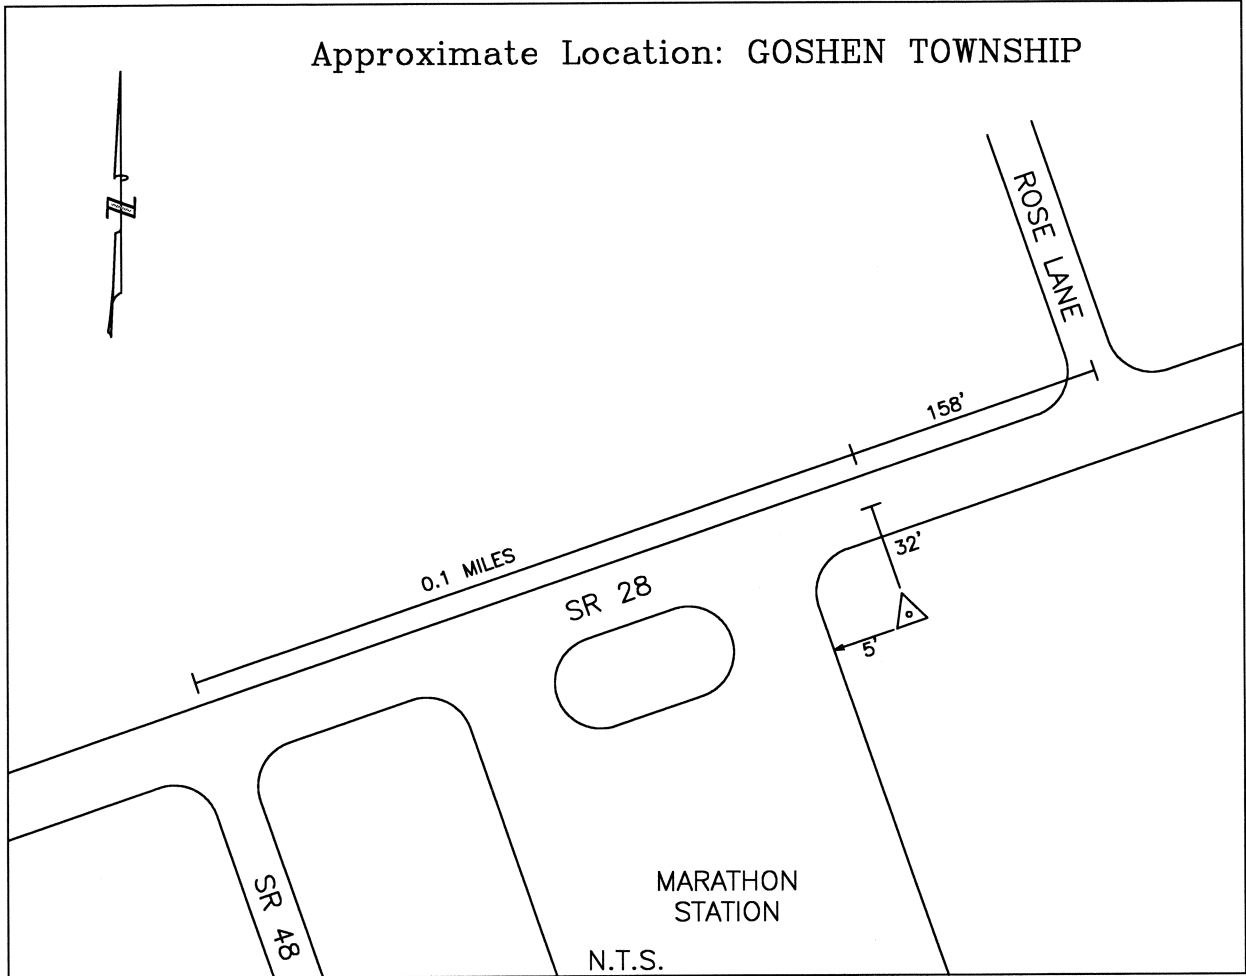 Approximate Location: GOSHEN TOWNSHIP
N
ROSE LANE
158'
32'
0.1 MILES
SR 28
5'
SR 48
MARATHON
STATION
N.T.S.